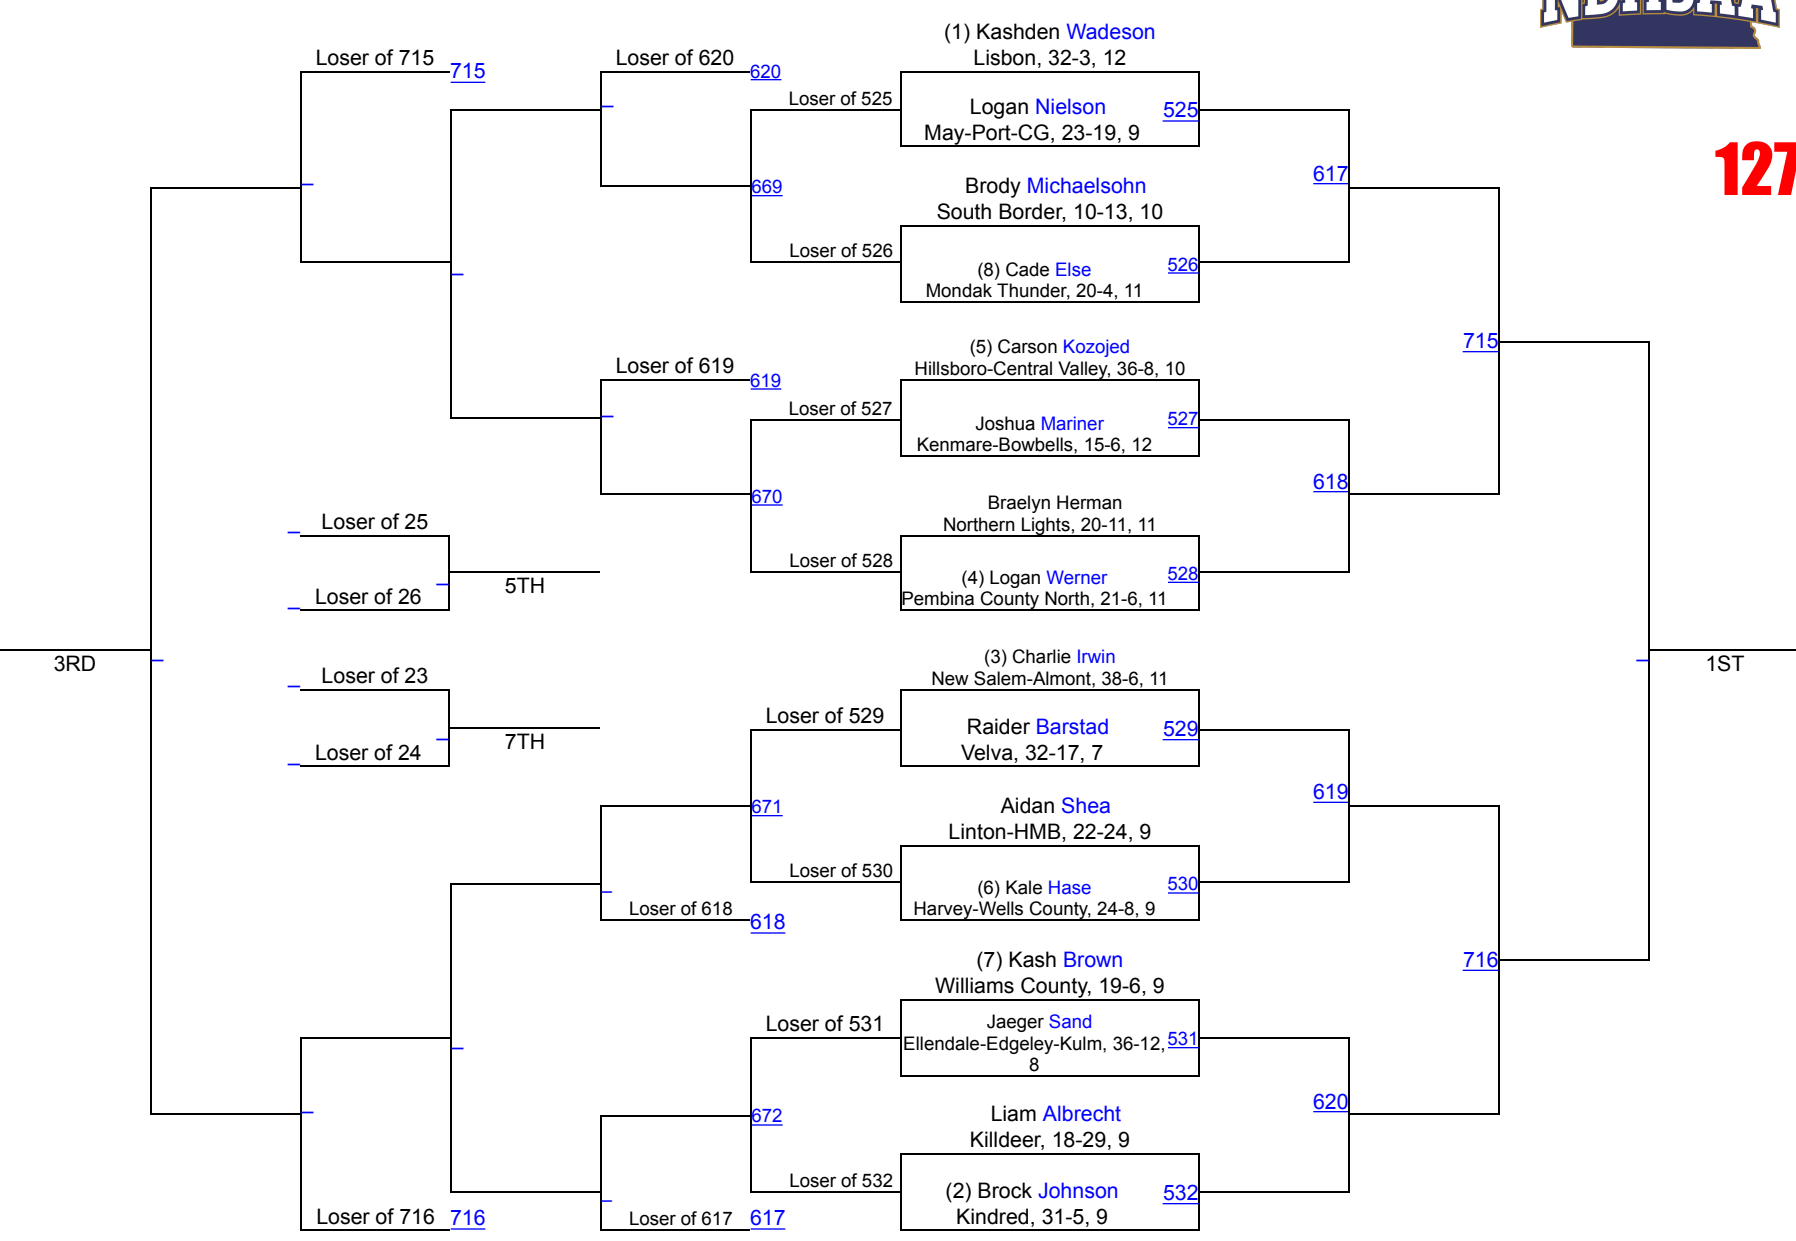 NDHSAA
127
(1) Kashden Wadeson
Lisbon, 32-3, 12
Logan Nielson
May-Port-CG, 23-19, 9
525
Brody Michaelsohn
South Border, 10-13, 10
(8) Cade Else
Mondak Thunder, 20-4, 11
526
(5) Carson Kozojed
Hillsboro-Central Valley, 36-8, 10
Joshua Mariner
Kenmare-Bowbells, 15-6, 12
527
Braelyn Herman
Northern Lights, 20-11, 11
(4) Logan Werner
Pembina County North, 21-6, 11
528
(3) Charlie Irwin
New Salem-Almont, 38-6, 11
Raider Barstad
Velva, 32-17, 7
529
Aidan Shea
Linton-HMB, 22-24, 9
(6) Kale Hase
Harvey-Wells County, 24-8, 9
530
(7) Kash Brown
Williams County, 19-6, 9
Jaeger Sand
Ellendale-Edgeley-Kulm, 36-12,
8
531
Liam Albrecht
Killdeer, 18-29, 9
(2) Brock Johnson
Kindred, 31-5, 9
532
617
618
619
620
715
716
1ST
Loser of 525
Loser of 526
669
Loser of 527
Loser of 528
670
Loser of 529
Loser of 530
671
Loser of 531
Loser of 532
672
Loser of 620 620
Loser of 619 619
Loser of 618 618
Loser of 617 617
Loser of 715 715
Loser of 716 716
Loser of 25
Loser of 26
5TH
Loser of 23
Loser of 24
7TH
3RD